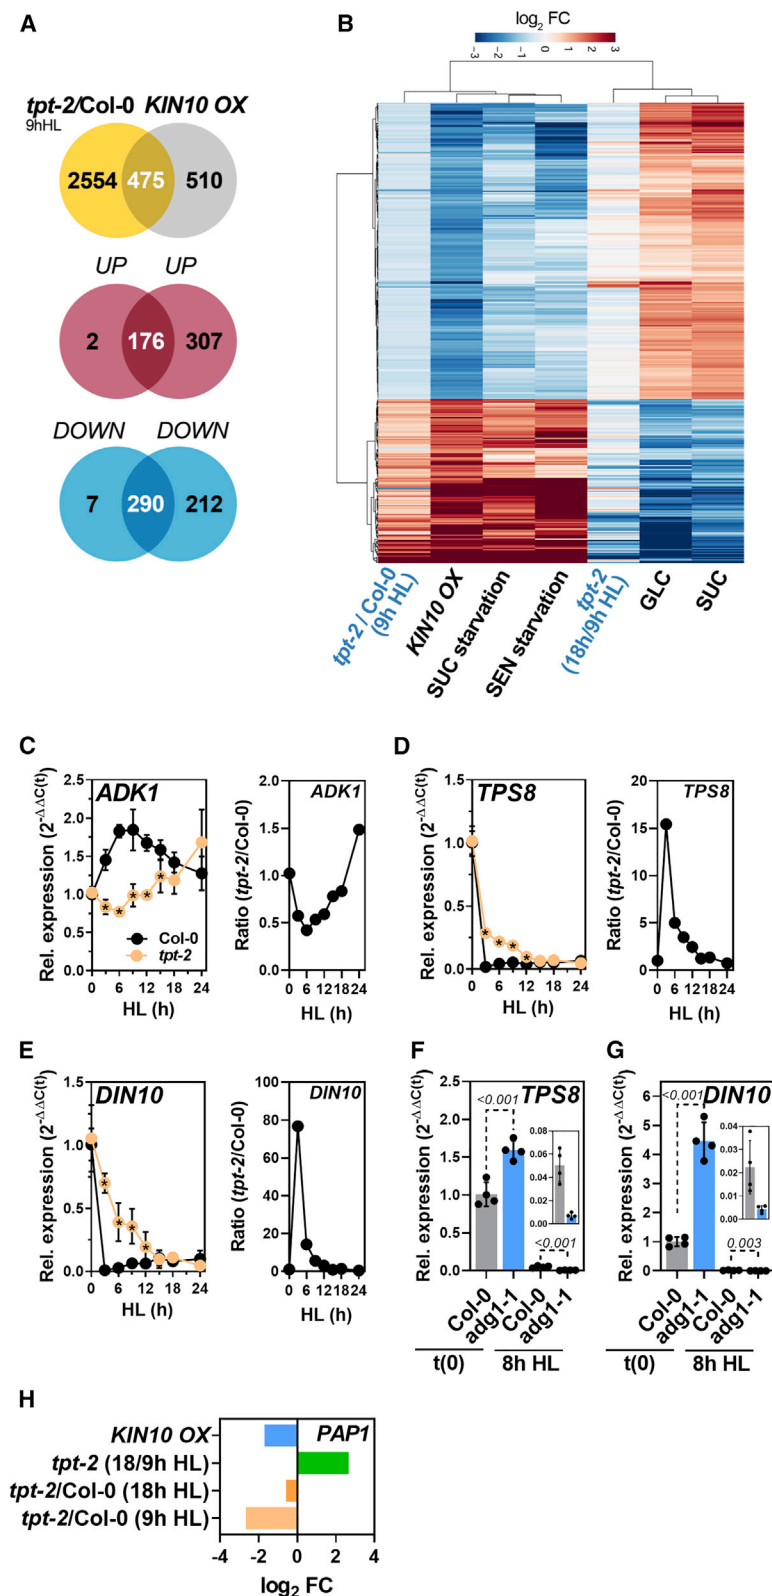 A
tpt-2/Col-0 KIN10 OX
9hHL
2554 475 510
UP UP
2 176 307
DOWN DOWN
7 290 212
B
log2 FC
-3 -2 -1 0 1 2 3
tpt-2 / Col-0
(9h HL)
KIN10 OX
SUC starvation
SEN starvation
tpt-2
(18h/9h HL)
GLC
SUC
C
Rel. expression (2-ΔΔC(t))
2.5
2.0
1.5
1.0
0.5
0.0
ADK1
* * * * *
Col-0
tpt-2
0 6 12 18 24
HL (h)
Ratio (tpt-2/Col-0)
2.0
1.5
1.0
0.5
0.0
ADK1
0 6 12 18 24
HL (h)
D
Rel. expression (2-ΔΔC(t))
1.5
1.0
0.5
0.0
TPS8
* * * *
0 6 12 18 24
HL (h)
Ratio (tpt-2/Col-0)
20
15
10
5
0
TPS8
0 6 12 18 24
HL (h)
E
Rel. expression (2-ΔΔC(t))
1.5
1.0
0.5
0.0
DIN10
* * * *
0 6 12 18 24
HL (h)
Ratio (tpt-2/Col-0)
100
80
60
40
20
0
DIN10
0 6 12 18 24
HL (h)
F
Rel. expression (2-ΔΔC(t))
2.5
2.0
1.5
1.0
0.5
0.0
TPS8
<0.001
0.08
0.06
0.04
0.02
0.00
<0.001
Col-0
adg1-1
Col-0
adg1-1
t(0) 8h HL
G
Rel. expression (2-ΔΔC(t))
6
5
4
3
2
1
0
DIN10
<0.001
0.04
0.03
0.02
0.01
0.00
0.003
Col-0
adg1-1
Col-0
adg1-1
t(0) 8h HL
H
KIN10 OX
tpt-2 (18/9h HL)
tpt-2/Col-0 (18h HL)
tpt-2/Col-0 (9h HL)
PAP1
-4 -2 0 2 4
log2 FC